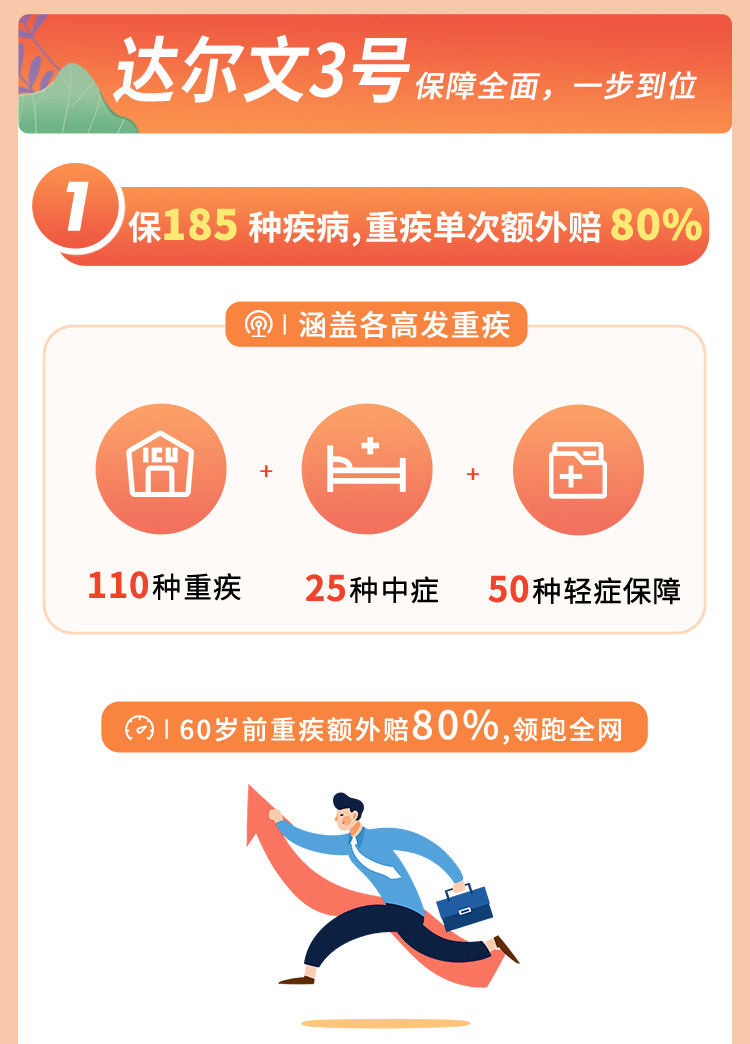 达尔文3号 保障全面，一步到位
1
保185种疾病,重疾单次额外赔80%
涵盖各高发重疾
ICU
110种重疾 + 25种中症 + 50种轻症保障
60岁前重疾额外赔80%,领跑全网